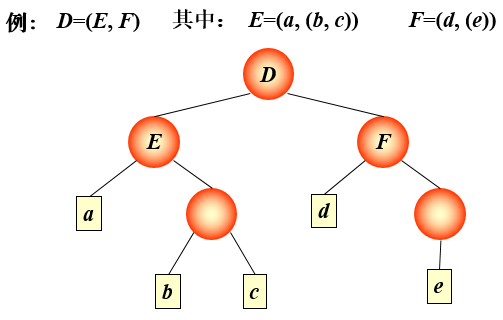 例： D=(E, F) 其中： E=(a, (b, c)) F=(d, (e))
D
E F
a d
b c e